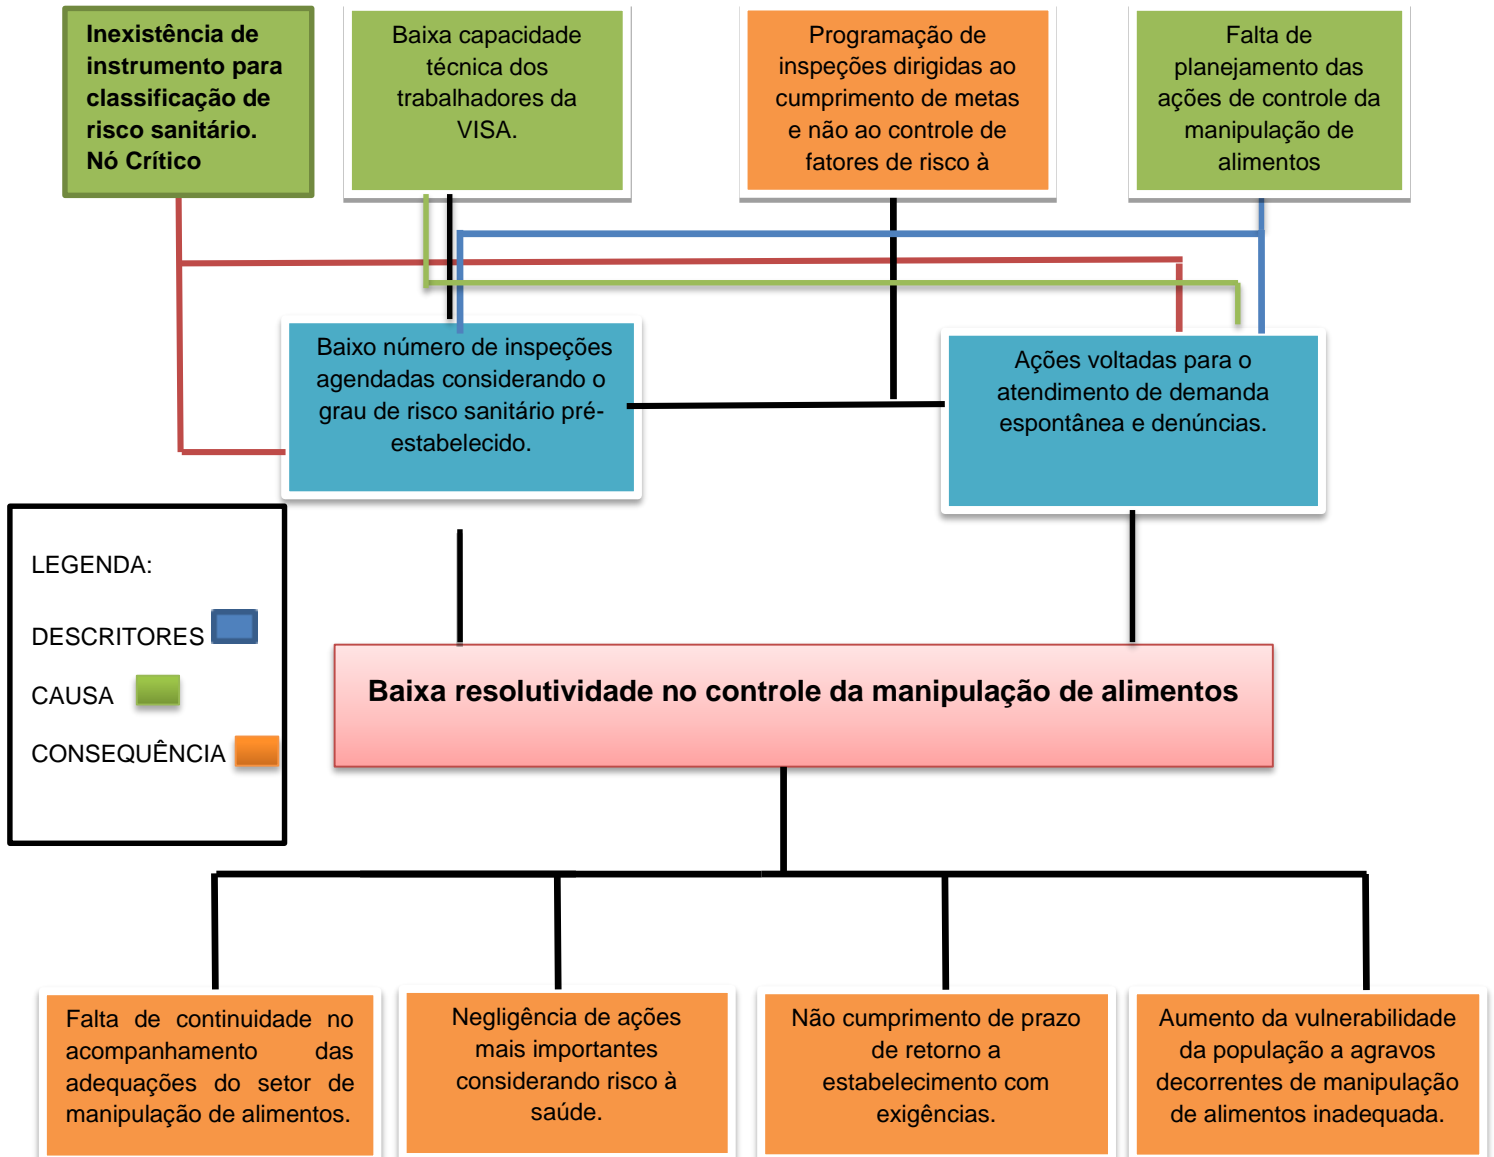 Inexistência de
instrumento para
classificação de
risco sanitário.
Nó Crítico
Baixa capacidade
técnica dos
trabalhadores da
VISA.
Programação de
inspeções dirigidas ao
cumprimento de metas
e não ao controle de
fatores de risco à
Falta de
planejamento das
ações de controle da
manipulação de
alimentos
Baixo número de inspeções
agendadas considerando o
grau de risco sanitário pré-
estabelecido.
Ações voltadas para o
atendimento de demanda
espontânea e denúncias.
LEGENDA:
DESCRITORES
CAUSA
CONSEQUÊNCIA
Baixa resolutividade no controle da manipulação de alimentos
Falta de continuidade no
acompanhamento das
adequações do setor de
manipulação de alimentos.
Negligência de ações
mais importantes
considerando risco à
saúde.
Não cumprimento de prazo
de retorno a
estabelecimento com
exigências.
Aumento da vulnerabilidade
da população a agravos
decorrentes de manipulação
de alimentos inadequada.